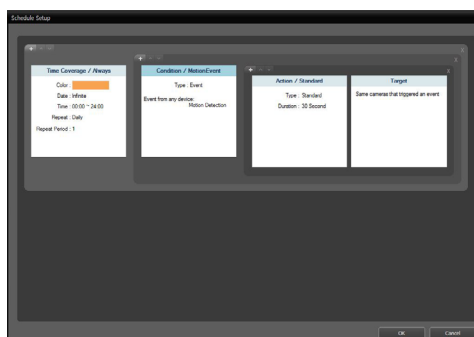 Schedule Setup
Time Coverage / Always
Color :
Date : Infinite
Time : 00:00 ~ 24:00
Repeat : Daily
Repeat Period : 1
Condition / MotionEvent
Type : Event
Event from any device:
Motion Detection
Action / Standard
Type : Standard
Duration : 30 Second
Target
Same cameras that triggered an event
OK
Cancel